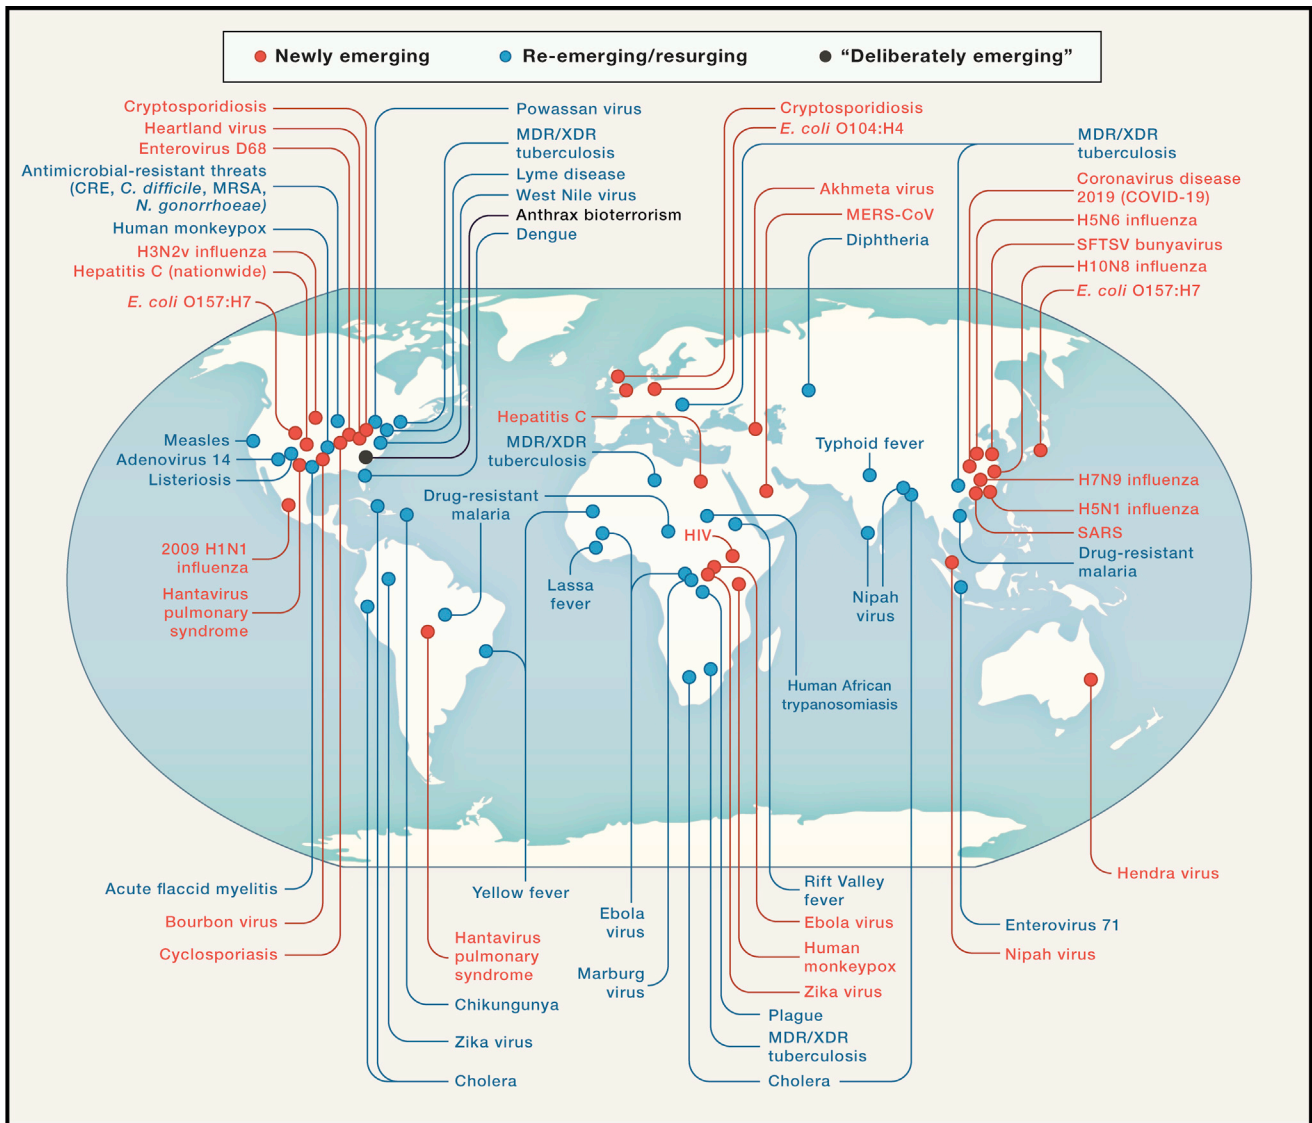 Newly emerging
Re-emerging/resurging
“Deliberately emerging”
Cryptosporidiosis
Heartland virus
Enterovirus D68
Antimicrobial-resistant threats
(CRE, C. difficile, MRSA,
N. gonorrhoeae)
Human monkeypox
H3N2v influenza
Hepatitis C (nationwide)
E. coli O157:H7
Powassan virus
MDR/XDR
tuberculosis
Lyme disease
West Nile virus
Anthrax bioterrorism
Dengue
Cryptosporidiosis
E. coli O104:H4
Akhmeta virus
MERS-CoV
Diphtheria
MDR/XDR
tuberculosis
Coronavirus disease
2019 (COVID-19)
H5N6 influenza
SFTSV bunyavirus
H10N8 influenza
E. coli O157:H7
Measles
Adenovirus 14
Listeriosis
2009 H1N1
influenza
Hantavirus
pulmonary
syndrome
Hepatitis C
MDR/XDR
tuberculosis
Drug-resistant
malaria
Lassa
fever
HIV
Typhoid fever
Nipah
virus
Human African
trypanosomiasis
H7N9 influenza
H5N1 influenza
SARS
Drug-resistant
malaria
Acute flaccid myelitis
Bourbon virus
Cyclosporiasis
Yellow fever
Hantavirus
pulmonary
syndrome
Chikungunya
Zika virus
Cholera
Ebola
virus
Marburg
virus
Rift Valley
fever
Ebola virus
Human
monkeypox
Zika virus
Plague
MDR/XDR
tuberculosis
Cholera
Hendra virus
Enterovirus 71
Nipah virus